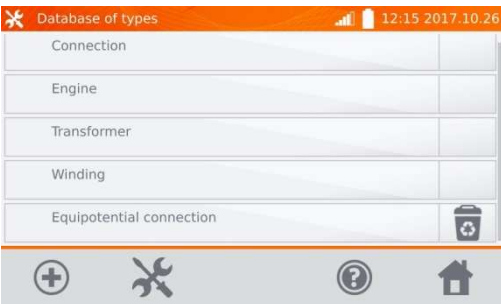 Database of types 12:15 2017.10.26
Connection
Engine
Transformer
Winding
Equipotential connection